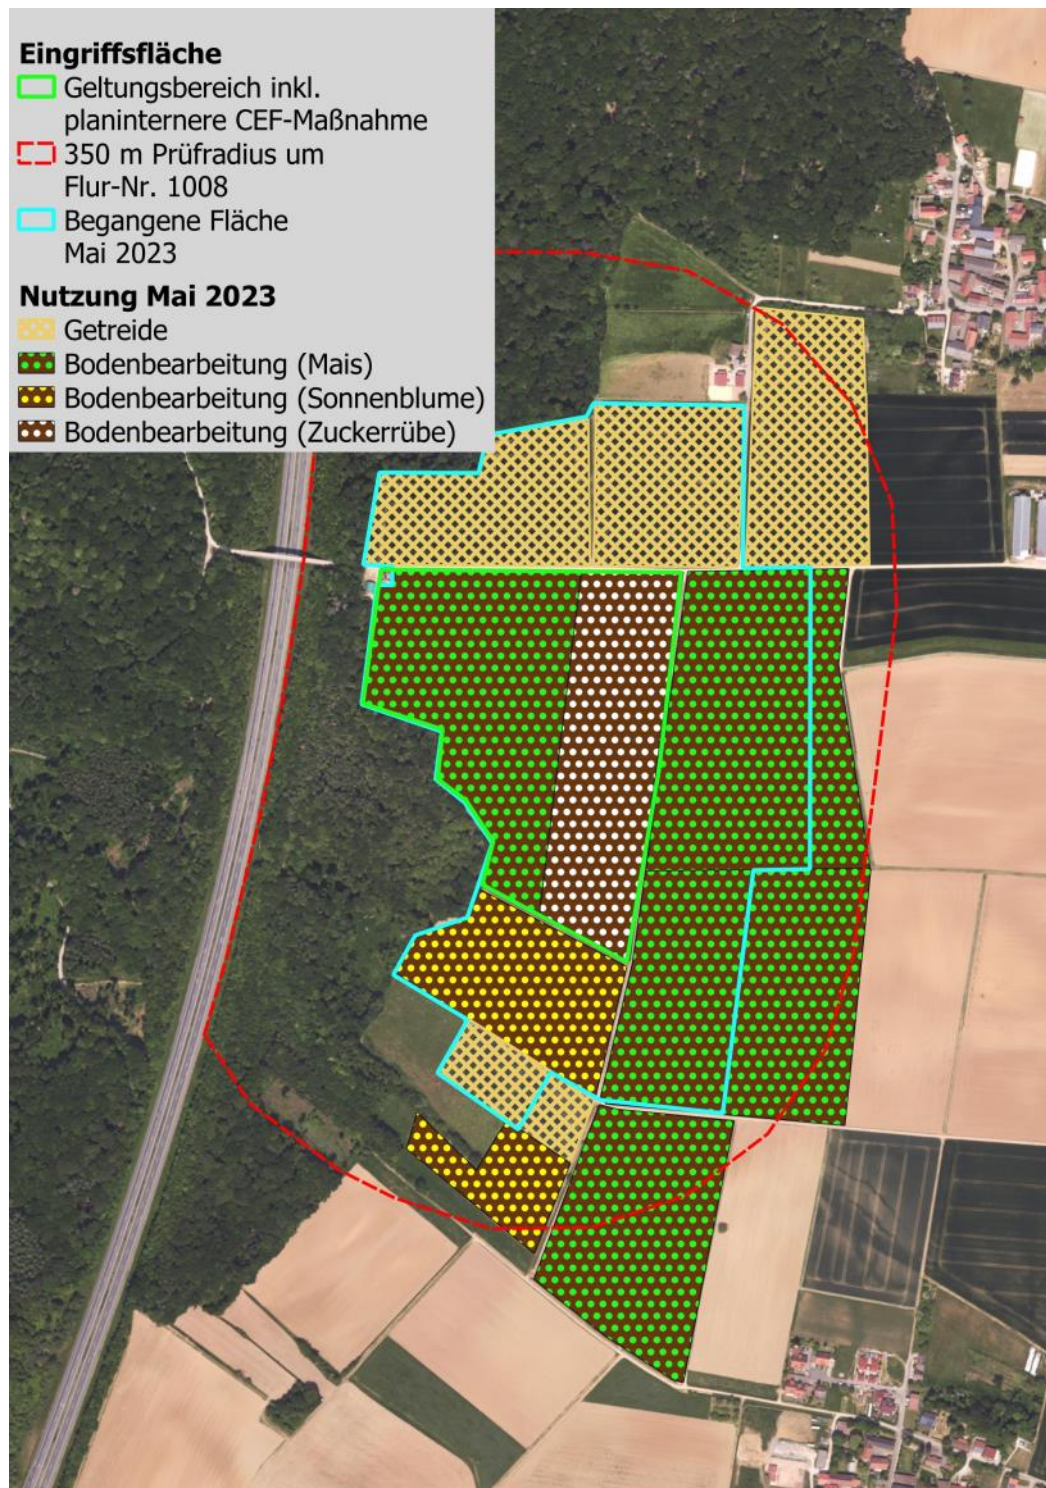 Eingriffsfläche
Geltungsbereich inkl.
planinternere CEF-Maßnahme
350 m Prüfradius um
Flur-Nr. 1008
Begangene Fläche
Mai 2023
Nutzung Mai 2023
Getreide
Bodenbearbeitung (Mais)
Bodenbearbeitung (Sonnenblume)
Bodenbearbeitung (Zuckerrübe)